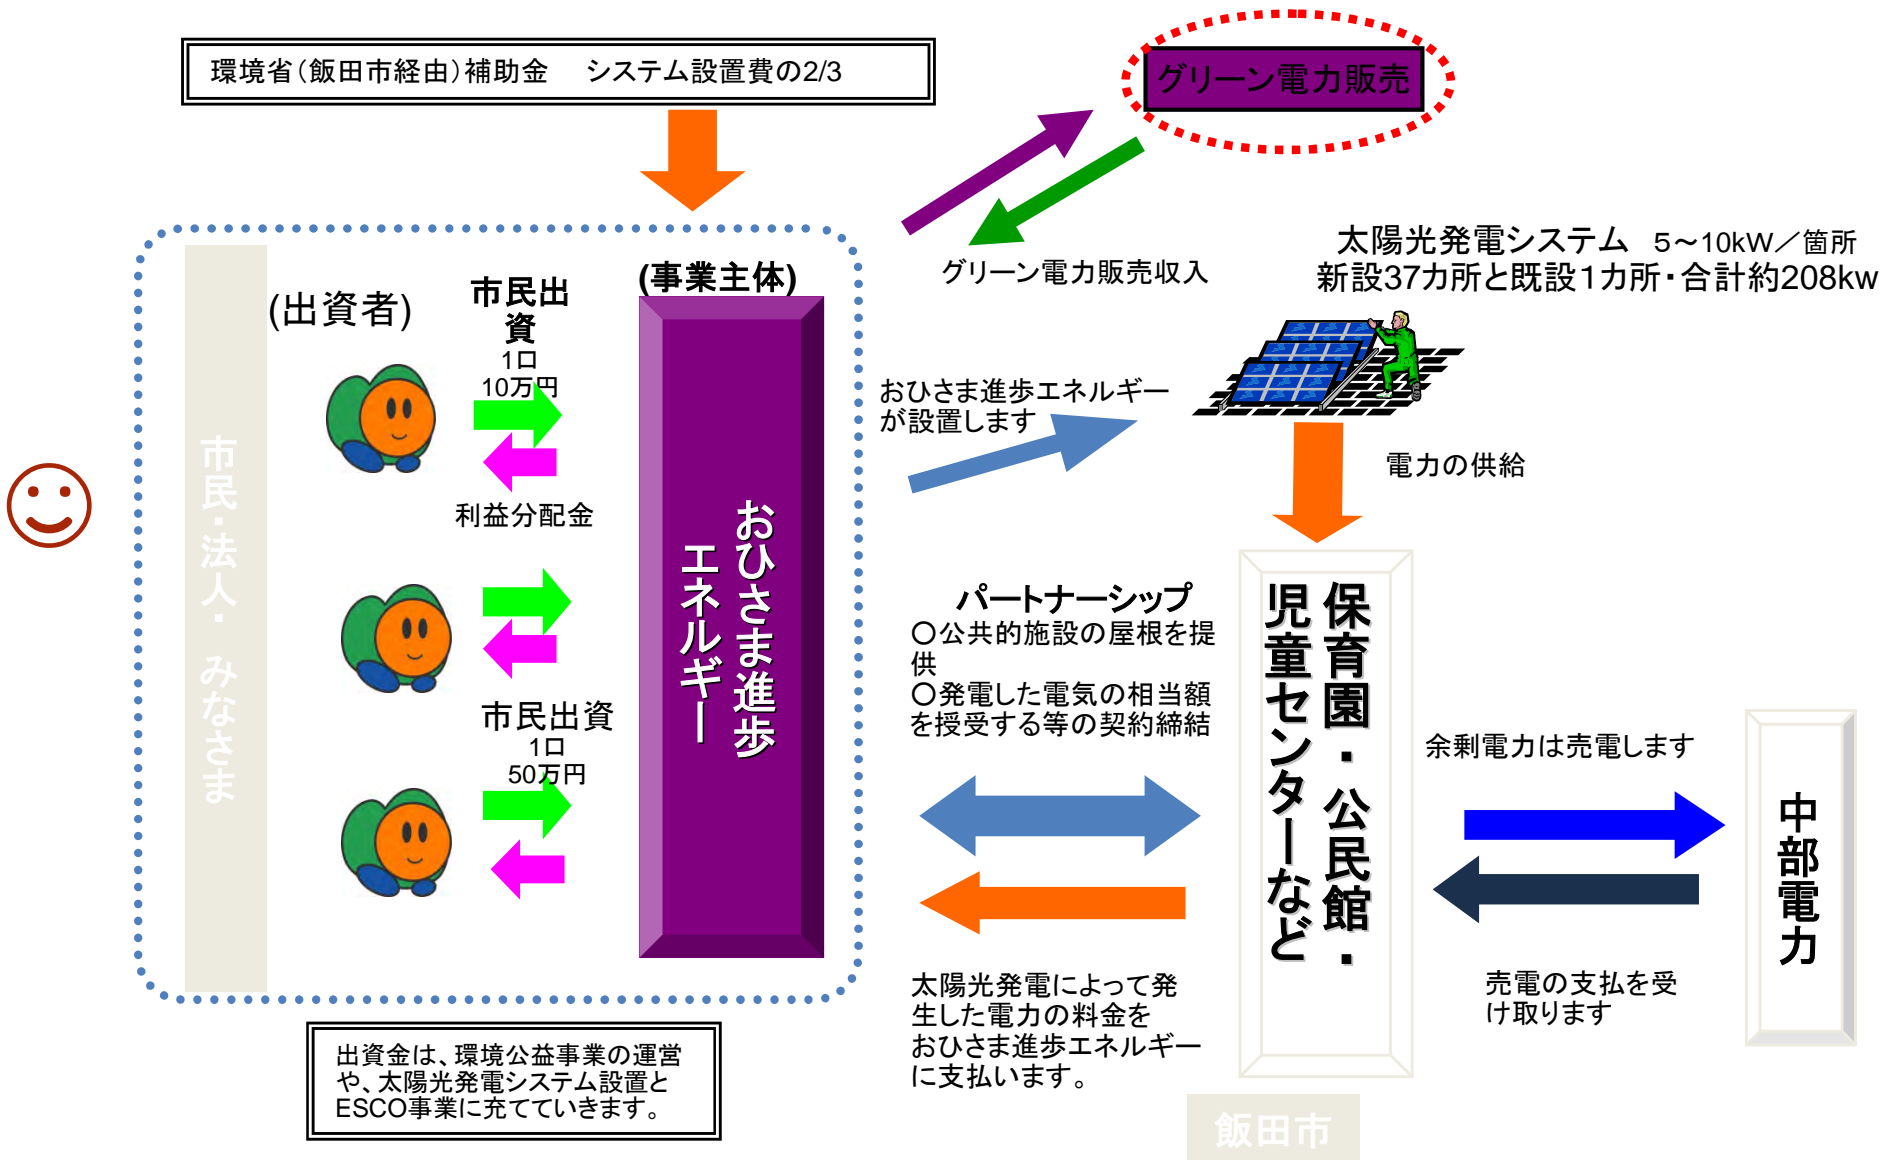 環境省（飯田市経由）補助金　システム設置費の2/3
グリーン電力販売
グリーン電力販売収入
太陽光発電システム　5～10kW／箇所
新設37カ所と既設１カ所・合計約208kw
(出資者)
市民出
資
1口
10万円
利益分配金
市民出資
1口
50万円
(事業主体)
おひさま進歩
エネルギー
市民・法人・　みなさま
おひさま進歩エネルギー
が設置します
電力の供給
パートナーシップ
○公共的施設の屋根を提
供
○発電した電気の相当額
を授受する等の契約締結
保育園・公民館・
児童センターなど
余剰電力は売電します
中部電力
売電の支払を受
け取ります
太陽光発電によって発
生した電力の料金を
おひさま進歩エネルギー
に支払います。
出資金は、環境公益事業の運営
や、太陽光発電システム設置と
ESCO事業に充てていきます。
飯田市